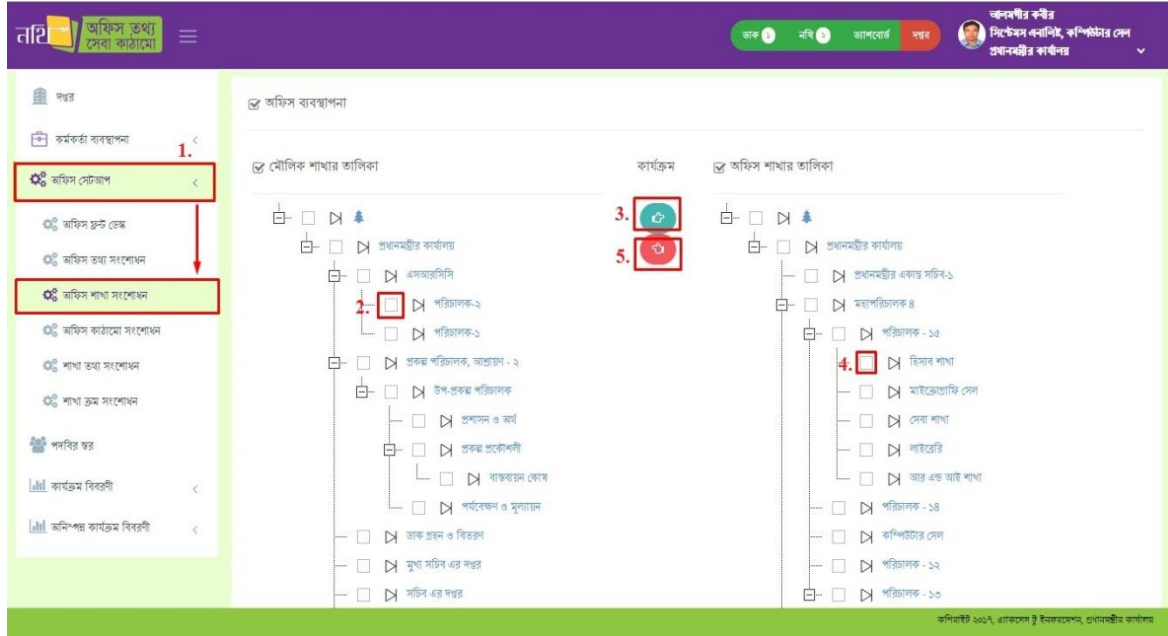 নথি অফিস তথ্য
সেবা কাঠামো
ডাক ১ নথি ২ ড্যাশবোর্ড দপ্তর
আলমগীর কবীর
সিস্টেমস এনালিষ্ট, কম্পিউটার সেল
প্রধানমন্ত্রীর কার্যালয়
দপ্তর
কর্মকর্তা ব্যবস্থাপনা
1.
অফিস সেটআপ
অফিস ফ্রন্ট ডেস্ক
অফিস তথ্য সংশোধন
অফিস শাখা সংশোধন
অফিস কাঠামো সংশোধন
শাখা তথ্য সংশোধন
শাখা ক্রম সংশোধন
পদবির স্তর
কার্যক্রম বিবরণী
অনিষ্পন্ন কার্যক্রম বিবরণী
অফিস ব্যবস্থাপনা
মৌলিক শাখার তালিকা
প্রধানমন্ত্রীর কার্যালয়
এসআরসিসি
2. পরিচালক-২
পরিচালক-১
প্রকল্প পরিচালক, আশ্রায়ণ - ২
উপ-প্রকল্প পরিচালক
প্রশাসন ও অর্থ
প্রকল্প প্রকৌশলী
বাস্তবায়ন কোষ
পর্যবেক্ষণ ও মূল্যায়ন
ডাক গ্রহন ও বিতরণ
মুখ্য সচিব এর দপ্তর
সচিব এর দপ্তর
কার্যক্রম
3.
5.
অফিস শাখার তালিকা
প্রধানমন্ত্রীর কার্যালয়
প্রধানমন্ত্রীর একান্ত সচিব-১
মহাপরিচালক ৪
পরিচালক - ১৫
4. হিসাব শাখা
মাইক্রোগ্রাফি সেল
সেবা শাখা
লাইব্রেরি
আর এন্ড আই শাখা
পরিচালক - ১৪
কম্পিউটার সেল
পরিচালক - ১২
পরিচালক - ১৩
কপিরাইট ২০১৭, এ্যাকসেস টু ইনফরমেশন, প্রধানমন্ত্রীর কার্যালয়